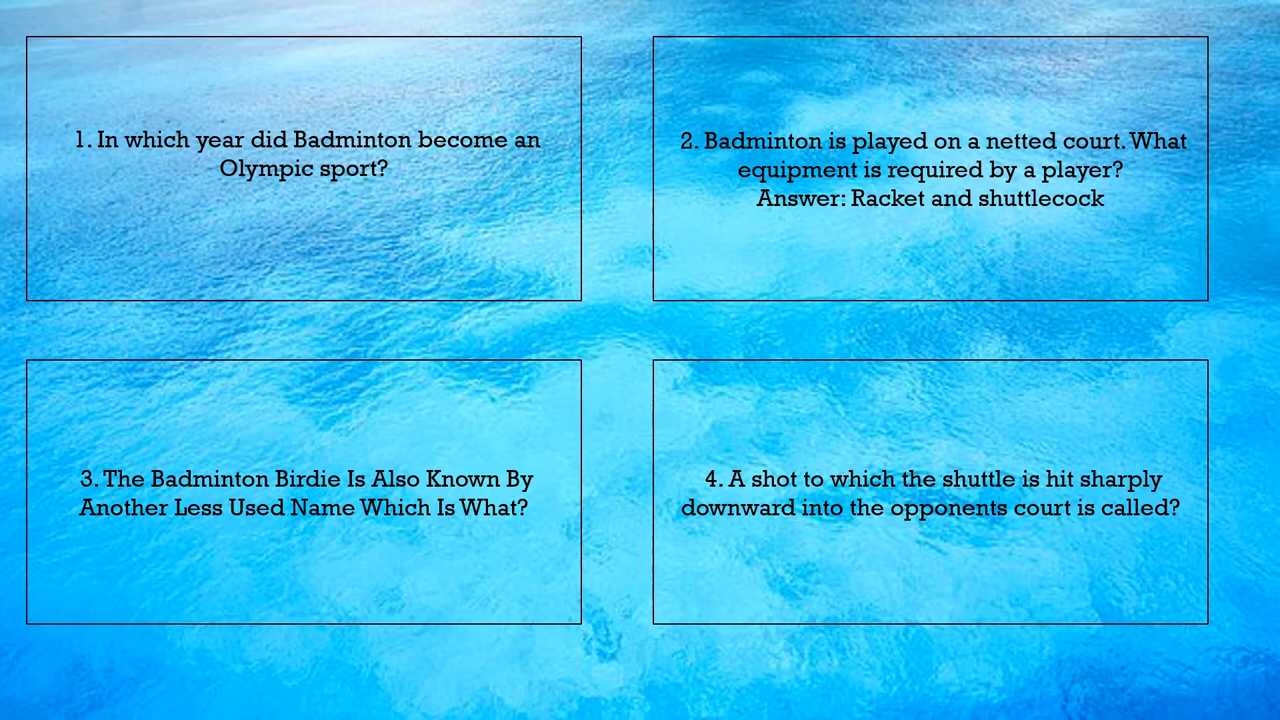 1. In which year did Badminton become an
Olympic sport?
2. Badminton is played on a netted court. What
equipment is required by a player?
Answer: Racket and shuttlecock
3. The Badminton Birdie Is Also Known By
Another Less Used Name Which Is What?
4. A shot to which the shuttle is hit sharply
downward into the opponents court is called?